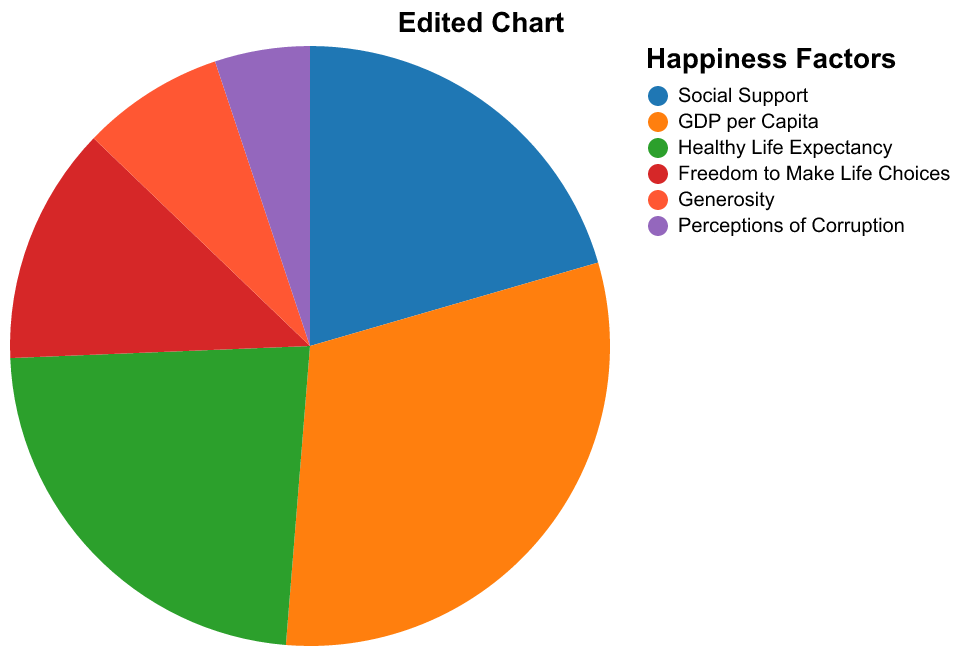 Edited Chart
Happiness Factors
Social Support
GDP per Capita
Healthy Life Expectancy
Freedom to Make Life Choices
Generosity
Perceptions of Corruption